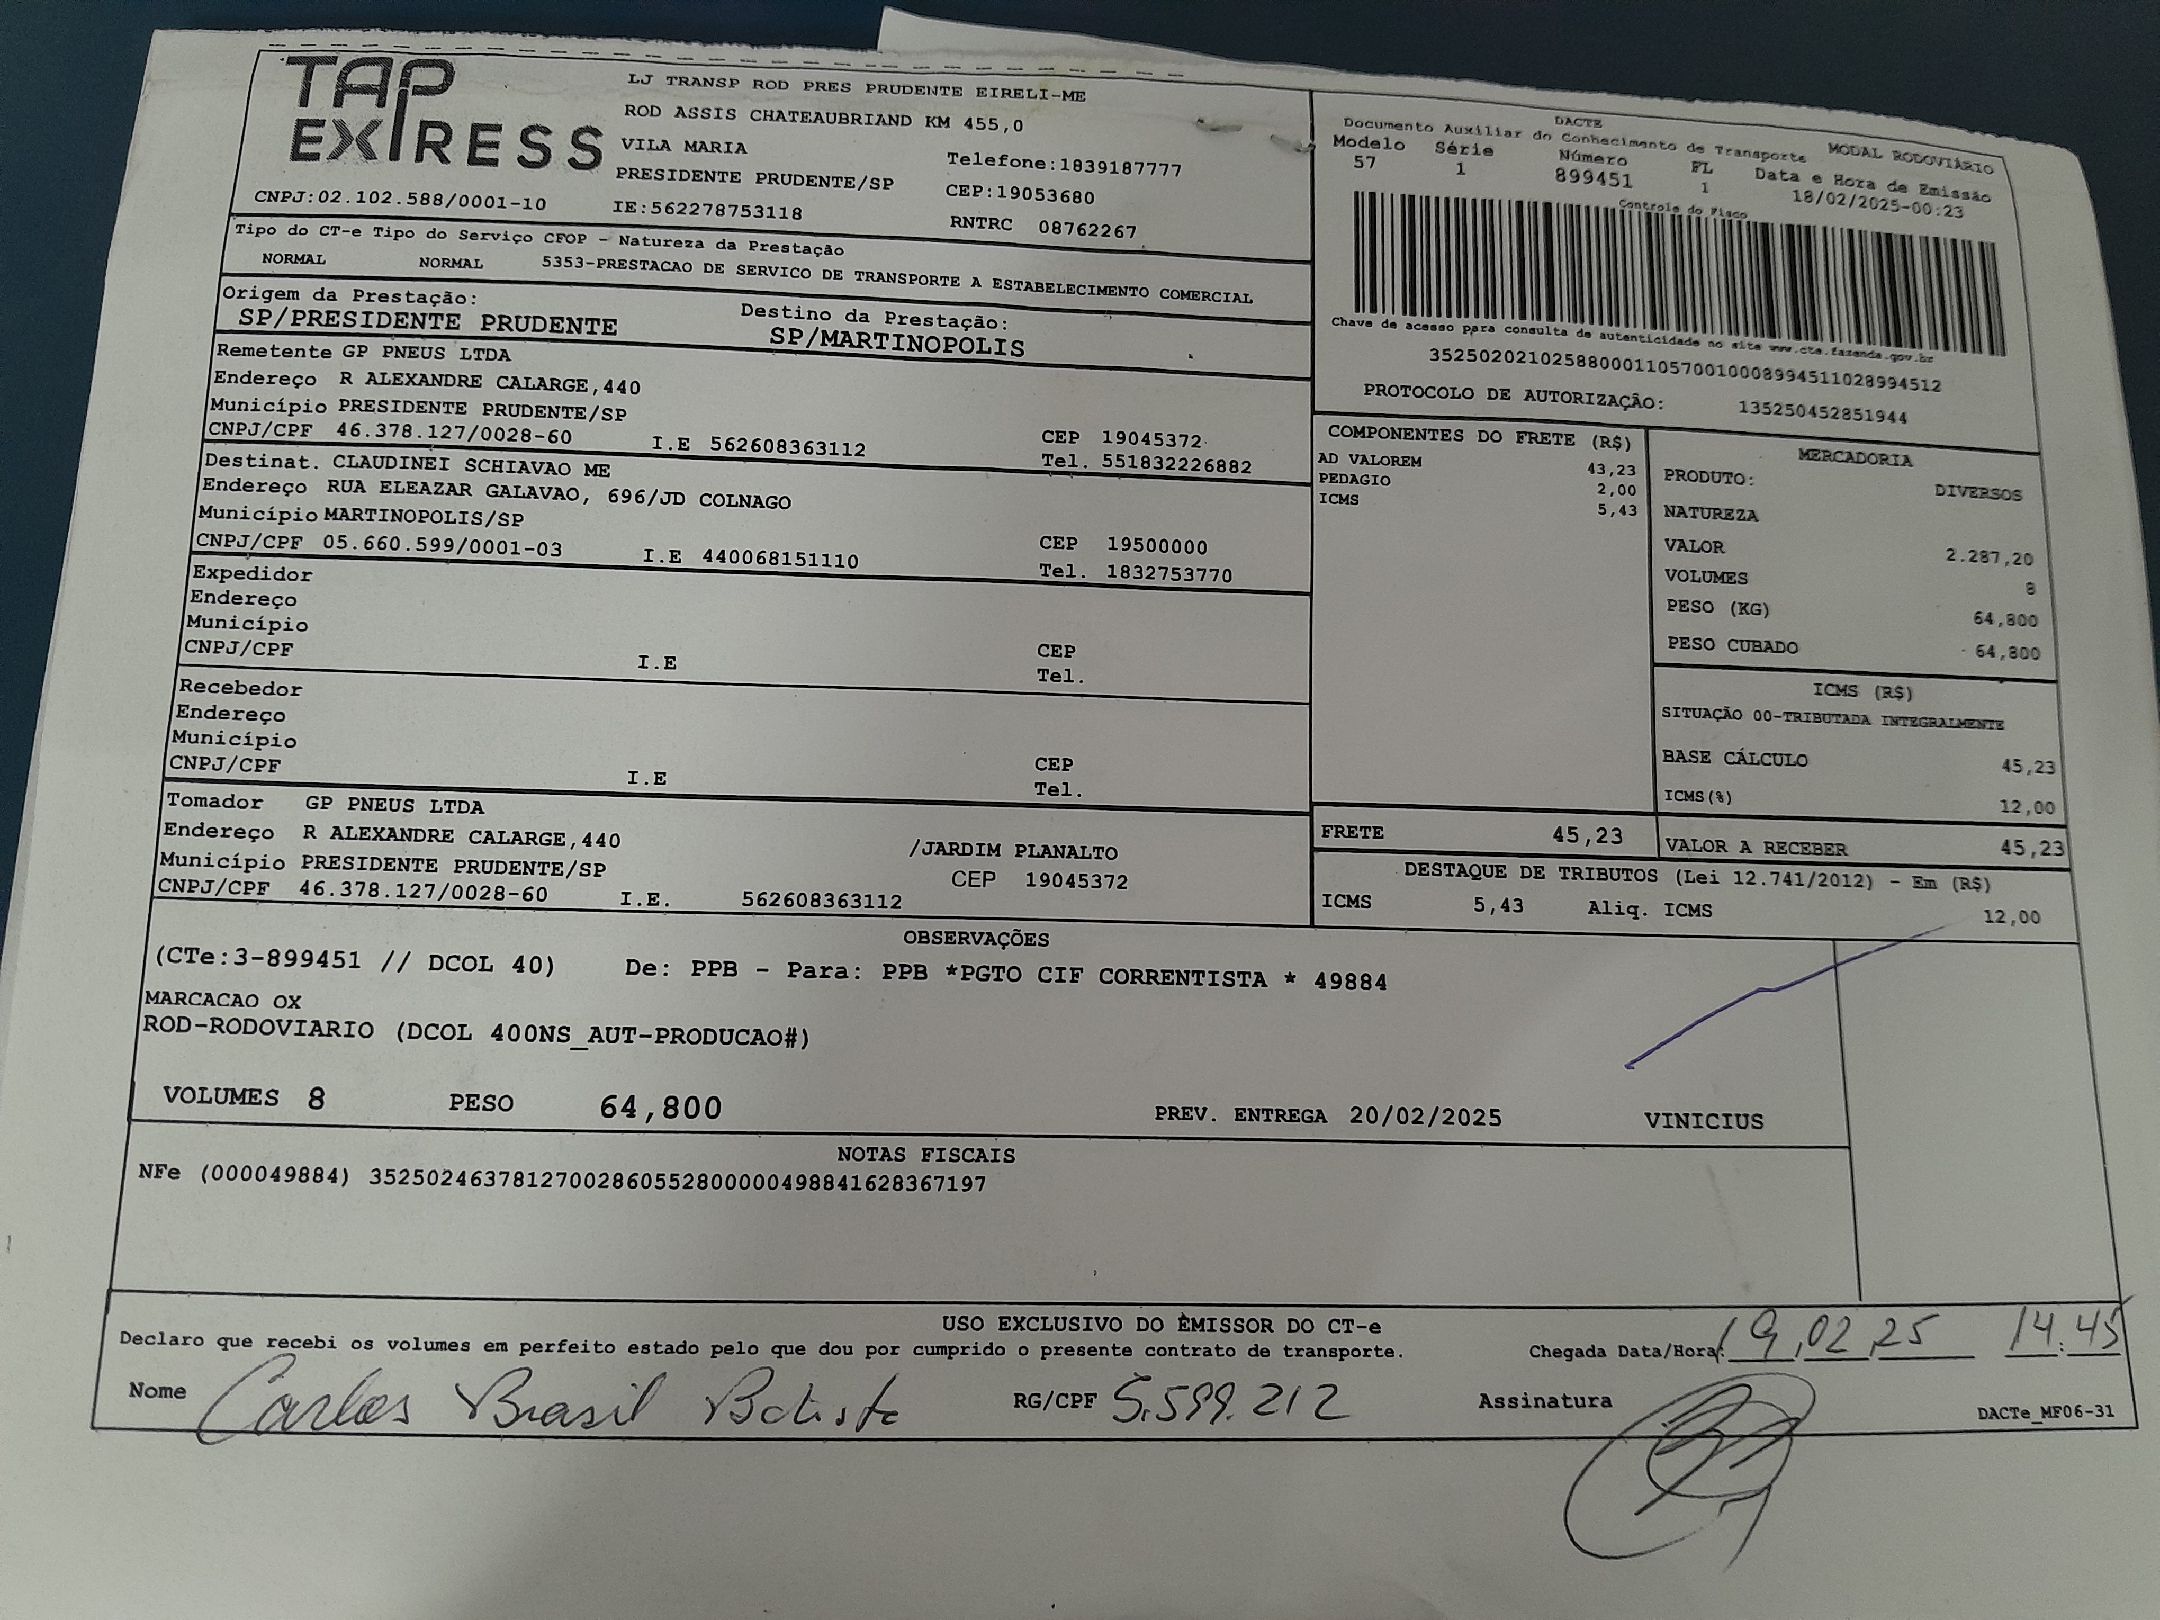 TAP EXPRESS
LJ TRANSP ROD PRES PRUDENTE EIRELI-ME
ROD ASSIS CHATEAUBRIAND KM 455,0
VILA MARIA Telefone:1839187777
PRESIDENTE PRUDENTE/SP CEP:19053680
CNPJ:02.102.588/0001-10 IE:562278753118 RNTRC 08762267
DACTE
Documento Auxiliar do Conhecimento de Transporte MODAL RODOVIÁRIO
Modelo Série Número FL Data e Hora de Emissão
57 1 899451 1 18/02/2025-00:23
Controle do Fisco
Chave de acesso para consulta de autenticidade no site www.cte.fazenda.gov.br
35250202102588000110570010008994511028994512
PROTOCOLO DE AUTORIZAÇÃO: 135250452851944
Tipo do CT-e Tipo do Serviço CFOP - Natureza da Prestação
NORMAL NORMAL 5353-PRESTACAO DE SERVICO DE TRANSPORTE A ESTABELECIMENTO COMERCIAL
Origem da Prestação: Destino da Prestação:
SP/PRESIDENTE PRUDENTE SP/MARTINOPOLIS
Remetente GP PNEUS LTDA
Endereço R ALEXANDRE CALARGE,440
Município PRESIDENTE PRUDENTE/SP CEP 19045372
CNPJ/CPF 46.378.127/0028-60 I.E 562608363112 Tel. 551832226882
Destinat. CLAUDINEI SCHIAVAO ME
Endereço RUA ELEAZAR GALAVAO, 696/JD COLNAGO
Município MARTINOPOLIS/SP CEP 19500000
CNPJ/CPF 05.660.599/0001-03 I.E 440068151110 Tel. 1832753770
Expedidor
Endereço
Município CEP
CNPJ/CPF I.E Tel.
Recebedor
Endereço
Município CEP
CNPJ/CPF I.E Tel.
Tomador GP PNEUS LTDA
Endereço R ALEXANDRE CALARGE,440 /JARDIM PLANALTO
Município PRESIDENTE PRUDENTE/SP CEP 19045372
CNPJ/CPF 46.378.127/0028-60 I.E. 562608363112
COMPONENTES DO FRETE (R$)
AD VALOREM 43,23
PEDAGIO 2,00
ICMS 5,43
MERCADORIA
PRODUTO: DIVERSOS
NATUREZA
VALOR 2.287,20
VOLUMES 8
PESO (KG) 64,800
PESO CUBADO 64,800
ICMS (R$)
SITUAÇÃO 00-TRIBUTADA INTEGRALMENTE
BASE CÁLCULO 45,23
ICMS(%) 12,00
FRETE 45,23 VALOR A RECEBER 45,23
DESTAQUE DE TRIBUTOS (Lei 12.741/2012) - Em (R$)
ICMS 5,43 Aliq. ICMS 12,00
OBSERVAÇÕES
(CTe:3-899451 // DCOL 40) De: PPB - Para: PPB *PGTO CIF CORRENTISTA * 49884
MARCACAO OX
ROD-RODOVIARIO (DCOL 400NS_AUT-PRODUCAO#)
VOLUMES 8 PESO 64,800 PREV. ENTREGA 20/02/2025 VINICIUS
NOTAS FISCAIS
NFe (000049884) 35250246378127002860552800000498841628367197
USO EXCLUSIVO DO EMISSOR DO CT-e
Declaro que recebi os volumes em perfeito estado pelo que dou por cumprido o presente contrato de transporte. Chegada Data/Hora: 19,02,25 14:45
Nome Carlos Brasil Batista RG/CPF 5.599.212 Assinatura
DACTe_MF06-31